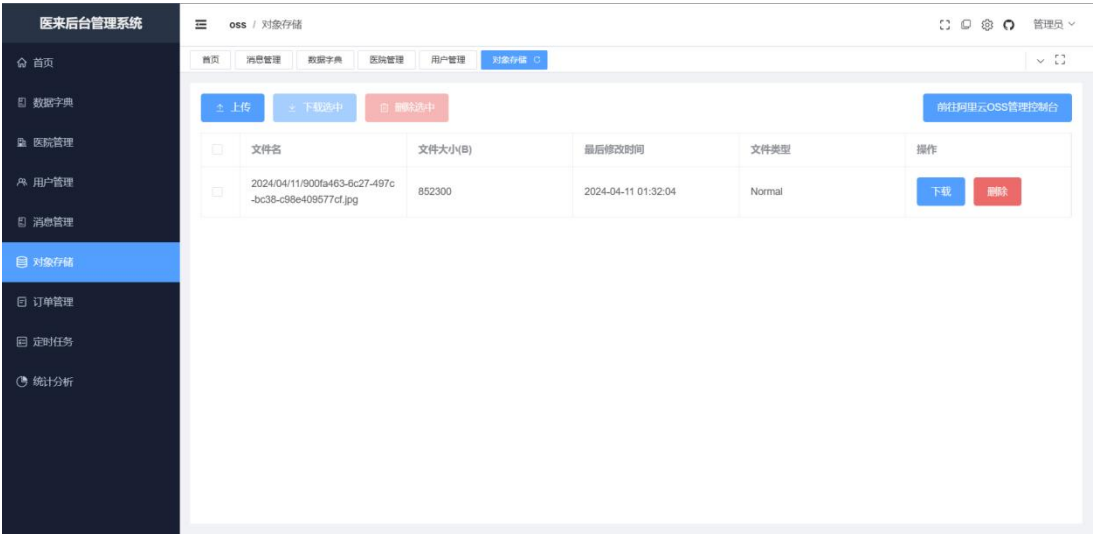 医来后台管理系统
oss / 对象存储
管理员
首页
消息管理
数据字典
医院管理
用户管理
对象存储
首页
数据字典
医院管理
用户管理
消息管理
对象存储
订单管理
定时任务
统计分析
上传
下载选中
删除选中
前往阿里云OSS管理控制台
文件名
文件大小(B)
最后修改时间
文件类型
操作
2024/04/11/900fa463-6c27-497c
-bc38-c98e409577cf.jpg
852300
2024-04-11 01:32:04
Normal
下载
删除